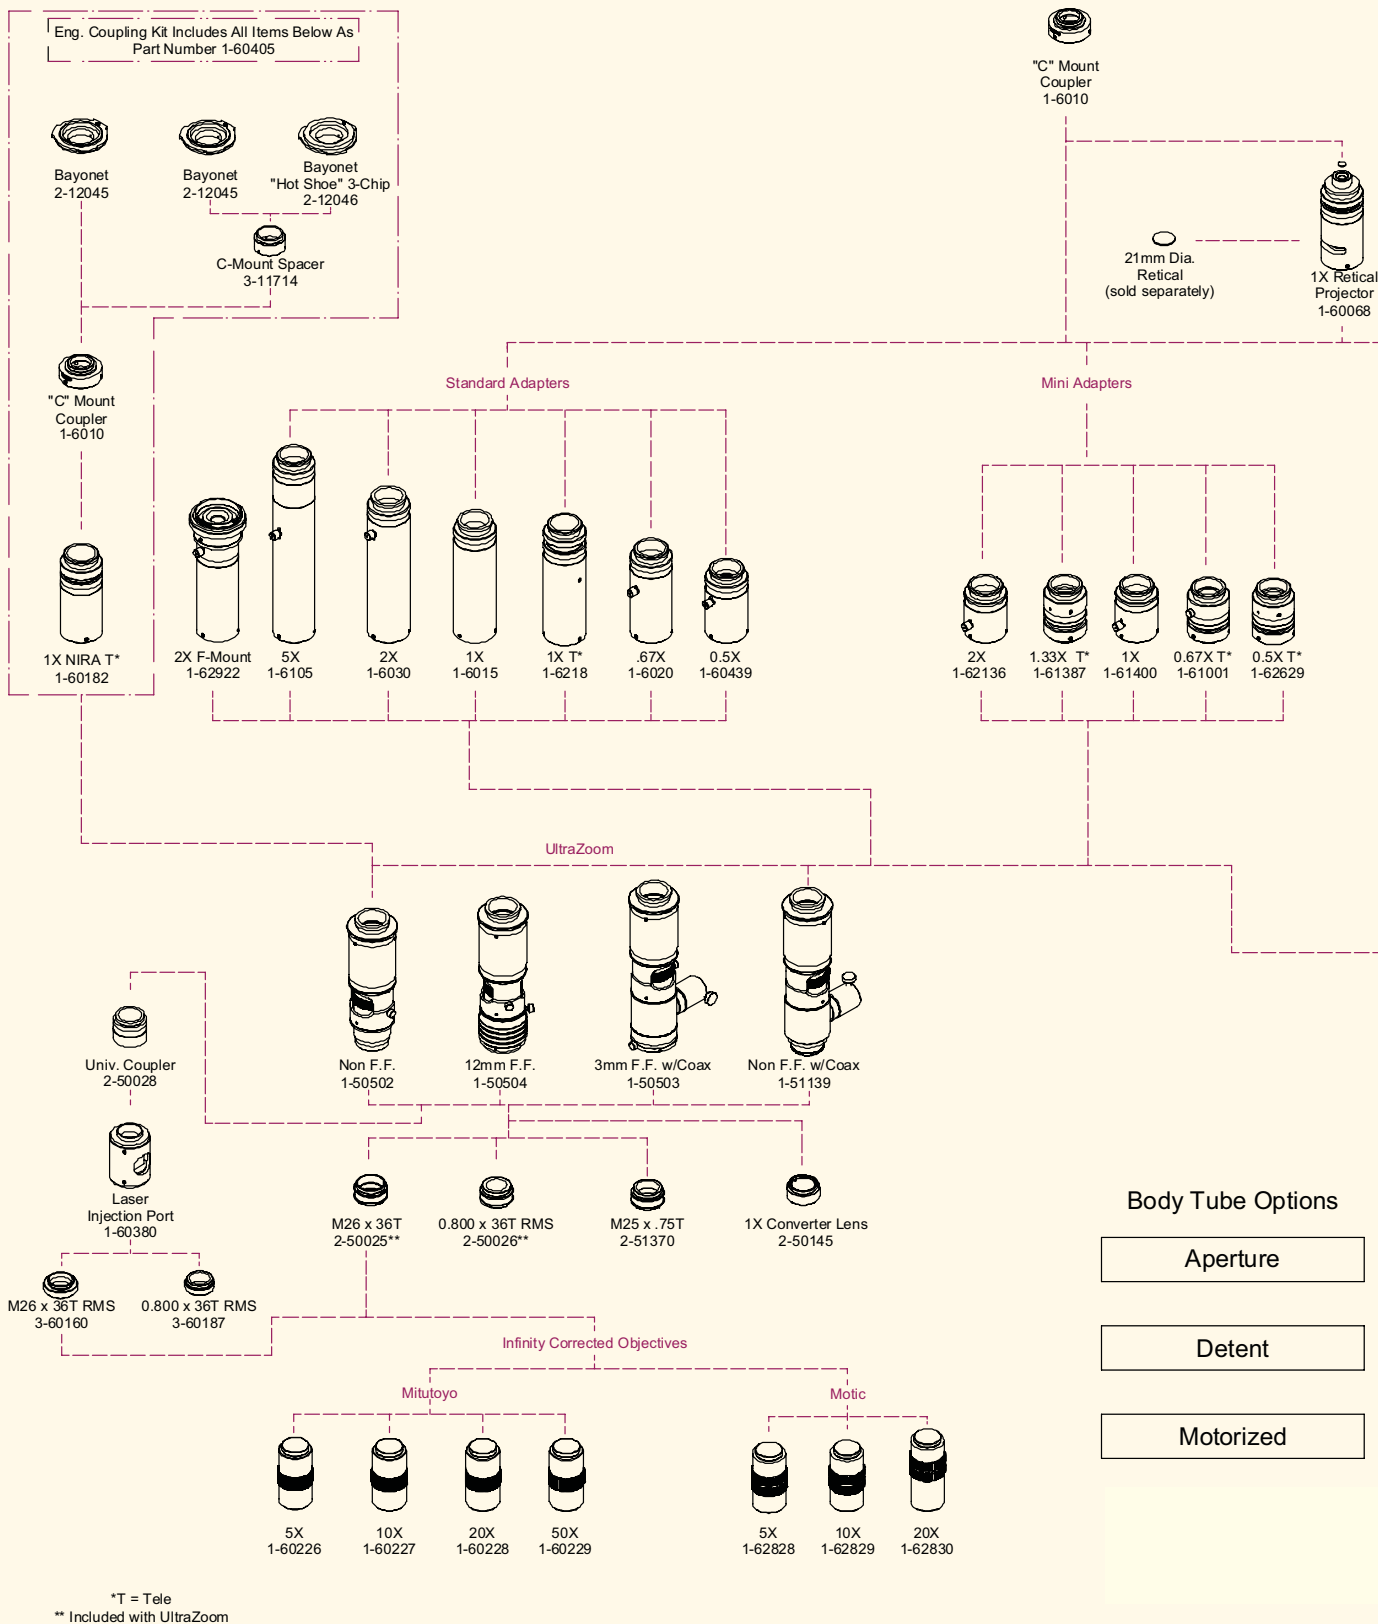 Eng. Coupling Kit Includes All Items Below As
Part Number 1-60405
"C" Mount
Coupler
1-6010
Bayonet
2-12045
Bayonet
2-12045
Bayonet
"Hot Shoe" 3-Chip
2-12046
C-Mount Spacer
3-11714
21mm Dia.
Retical
(sold separately)
1X Retical
Projector
1-60068
"C" Mount
Coupler
1-6010
Standard Adapters
Mini Adapters
1X NIRA T*
1-60182
2X F-Mount
1-62922
5X
1-6105
2X
1-6030
1X
1-6015
1X T*
1-6218
.67X
1-6020
0.5X
1-60439
2X
1-62136
1.33X T*
1-61387
1X
1-61400
0.67X T*
1-61001
0.5X T*
1-62629
UltraZoom
Univ. Coupler
2-50028
Non F.F.
1-50502
12mm F.F.
1-50504
3mm F.F. w/Coax
1-50503
Non F.F. w/Coax
1-51139
Laser
Injection Port
1-60380
M26 x 36T
2-50025**
0.800 x 36T RMS
2-50026**
M25 x .75T
2-51370
1X Converter Lens
2-50145
M26 x 36T RMS
3-60160
0.800 x 36T RMS
3-60187
Body Tube Options
Aperture
Detent
Motorized
Infinity Corrected Objectives
Mitutoyo
Motic
5X
1-60226
10X
1-60227
20X
1-60228
50X
1-60229
5X
1-62828
10X
1-62829
20X
1-62830
*T = Tele
** Included with UltraZoom